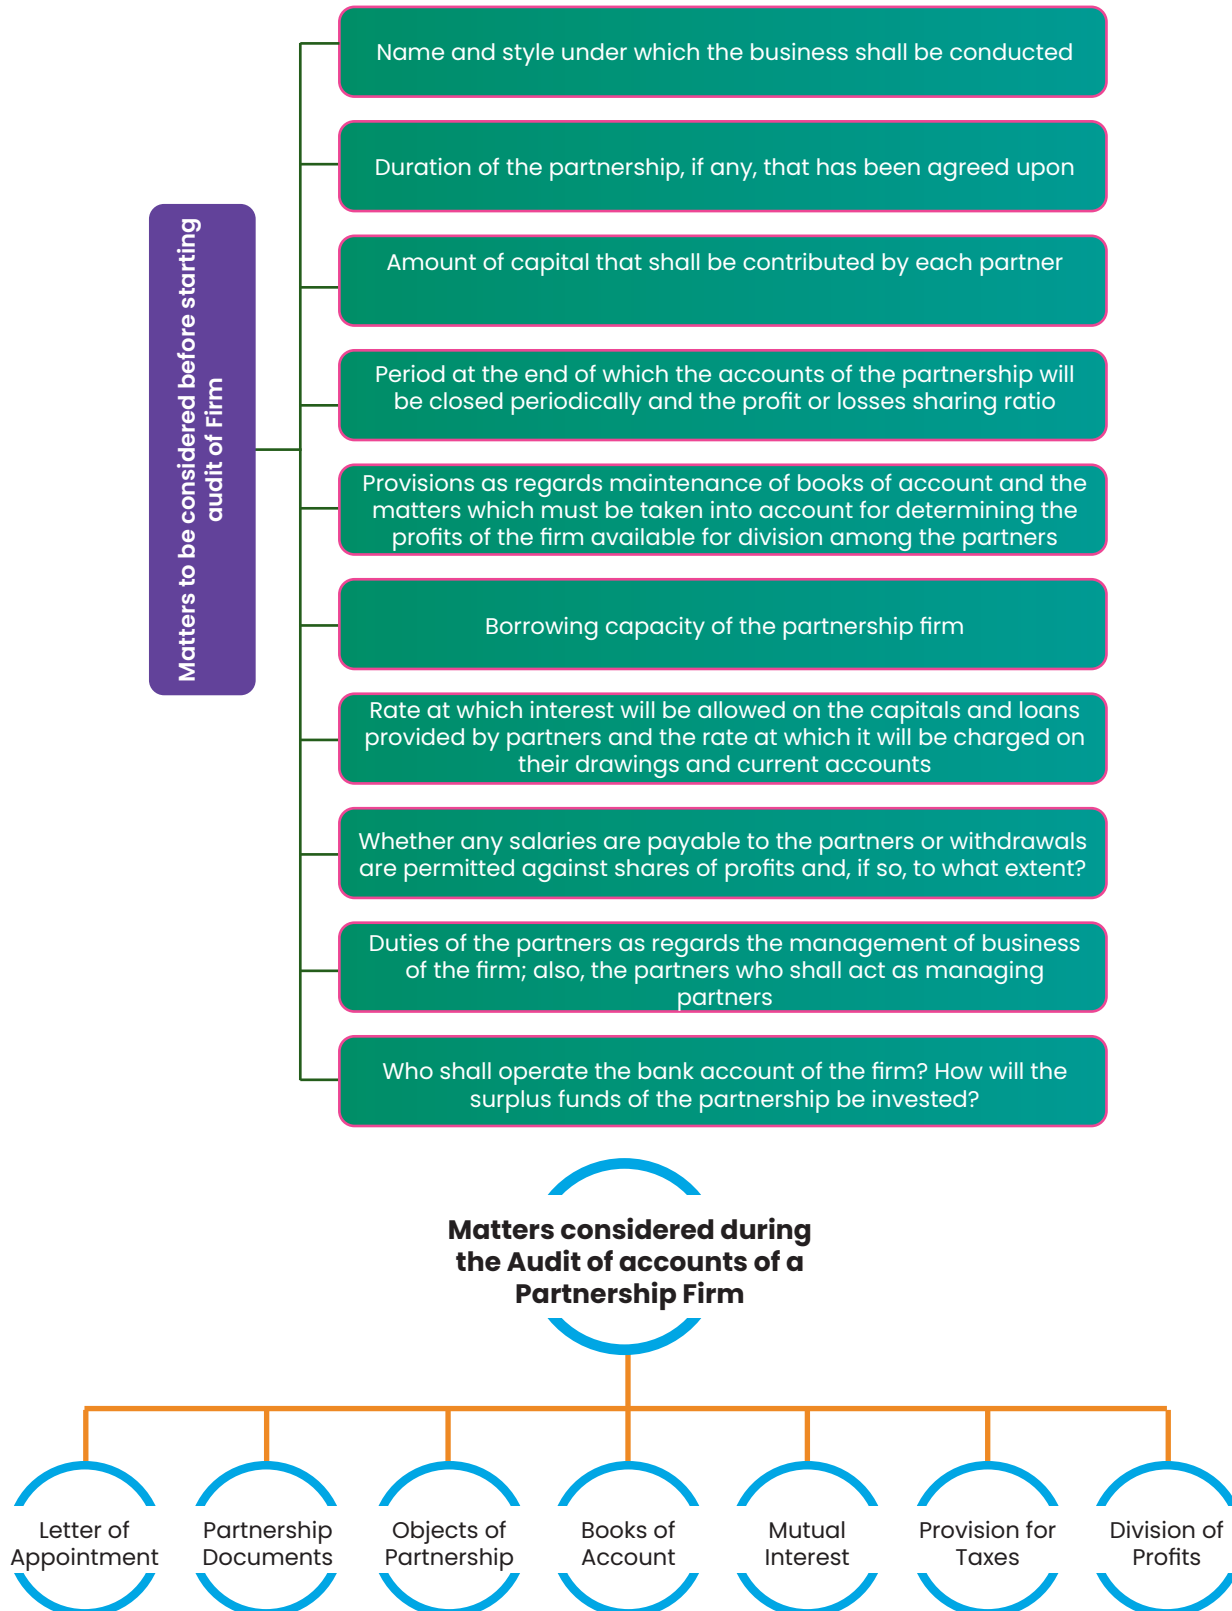 Matters to be considered before starting
audit of Firm
Name and style under which the business shall be conducted
Duration of the partnership, if any, that has been agreed upon
Amount of capital that shall be contributed by each partner
Period at the end of which the accounts of the partnership will
be closed periodically and the profit or losses sharing ratio
Provisions as regards maintenance of books of account and the
matters which must be taken into account for determining the
profits of the firm available for division among the partners
Borrowing capacity of the partnership firm
Rate at which interest will be allowed on the capitals and loans
provided by partners and the rate at which it will be charged on
their drawings and current accounts
Whether any salaries are payable to the partners or withdrawals
are permitted against shares of profits and, if so, to what extent?
Duties of the partners as regards the management of business
of the firm; also, the partners who shall act as managing
partners
Who shall operate the bank account of the firm? How will the
surplus funds of the partnership be invested?
Matters considered during
the Audit of accounts of a
Partnership Firm
Letter of
Appointment
Partnership
Documents
Objects of
Partnership
Books of
Account
Mutual
Interest
Provision for
Taxes
Division of
Profits